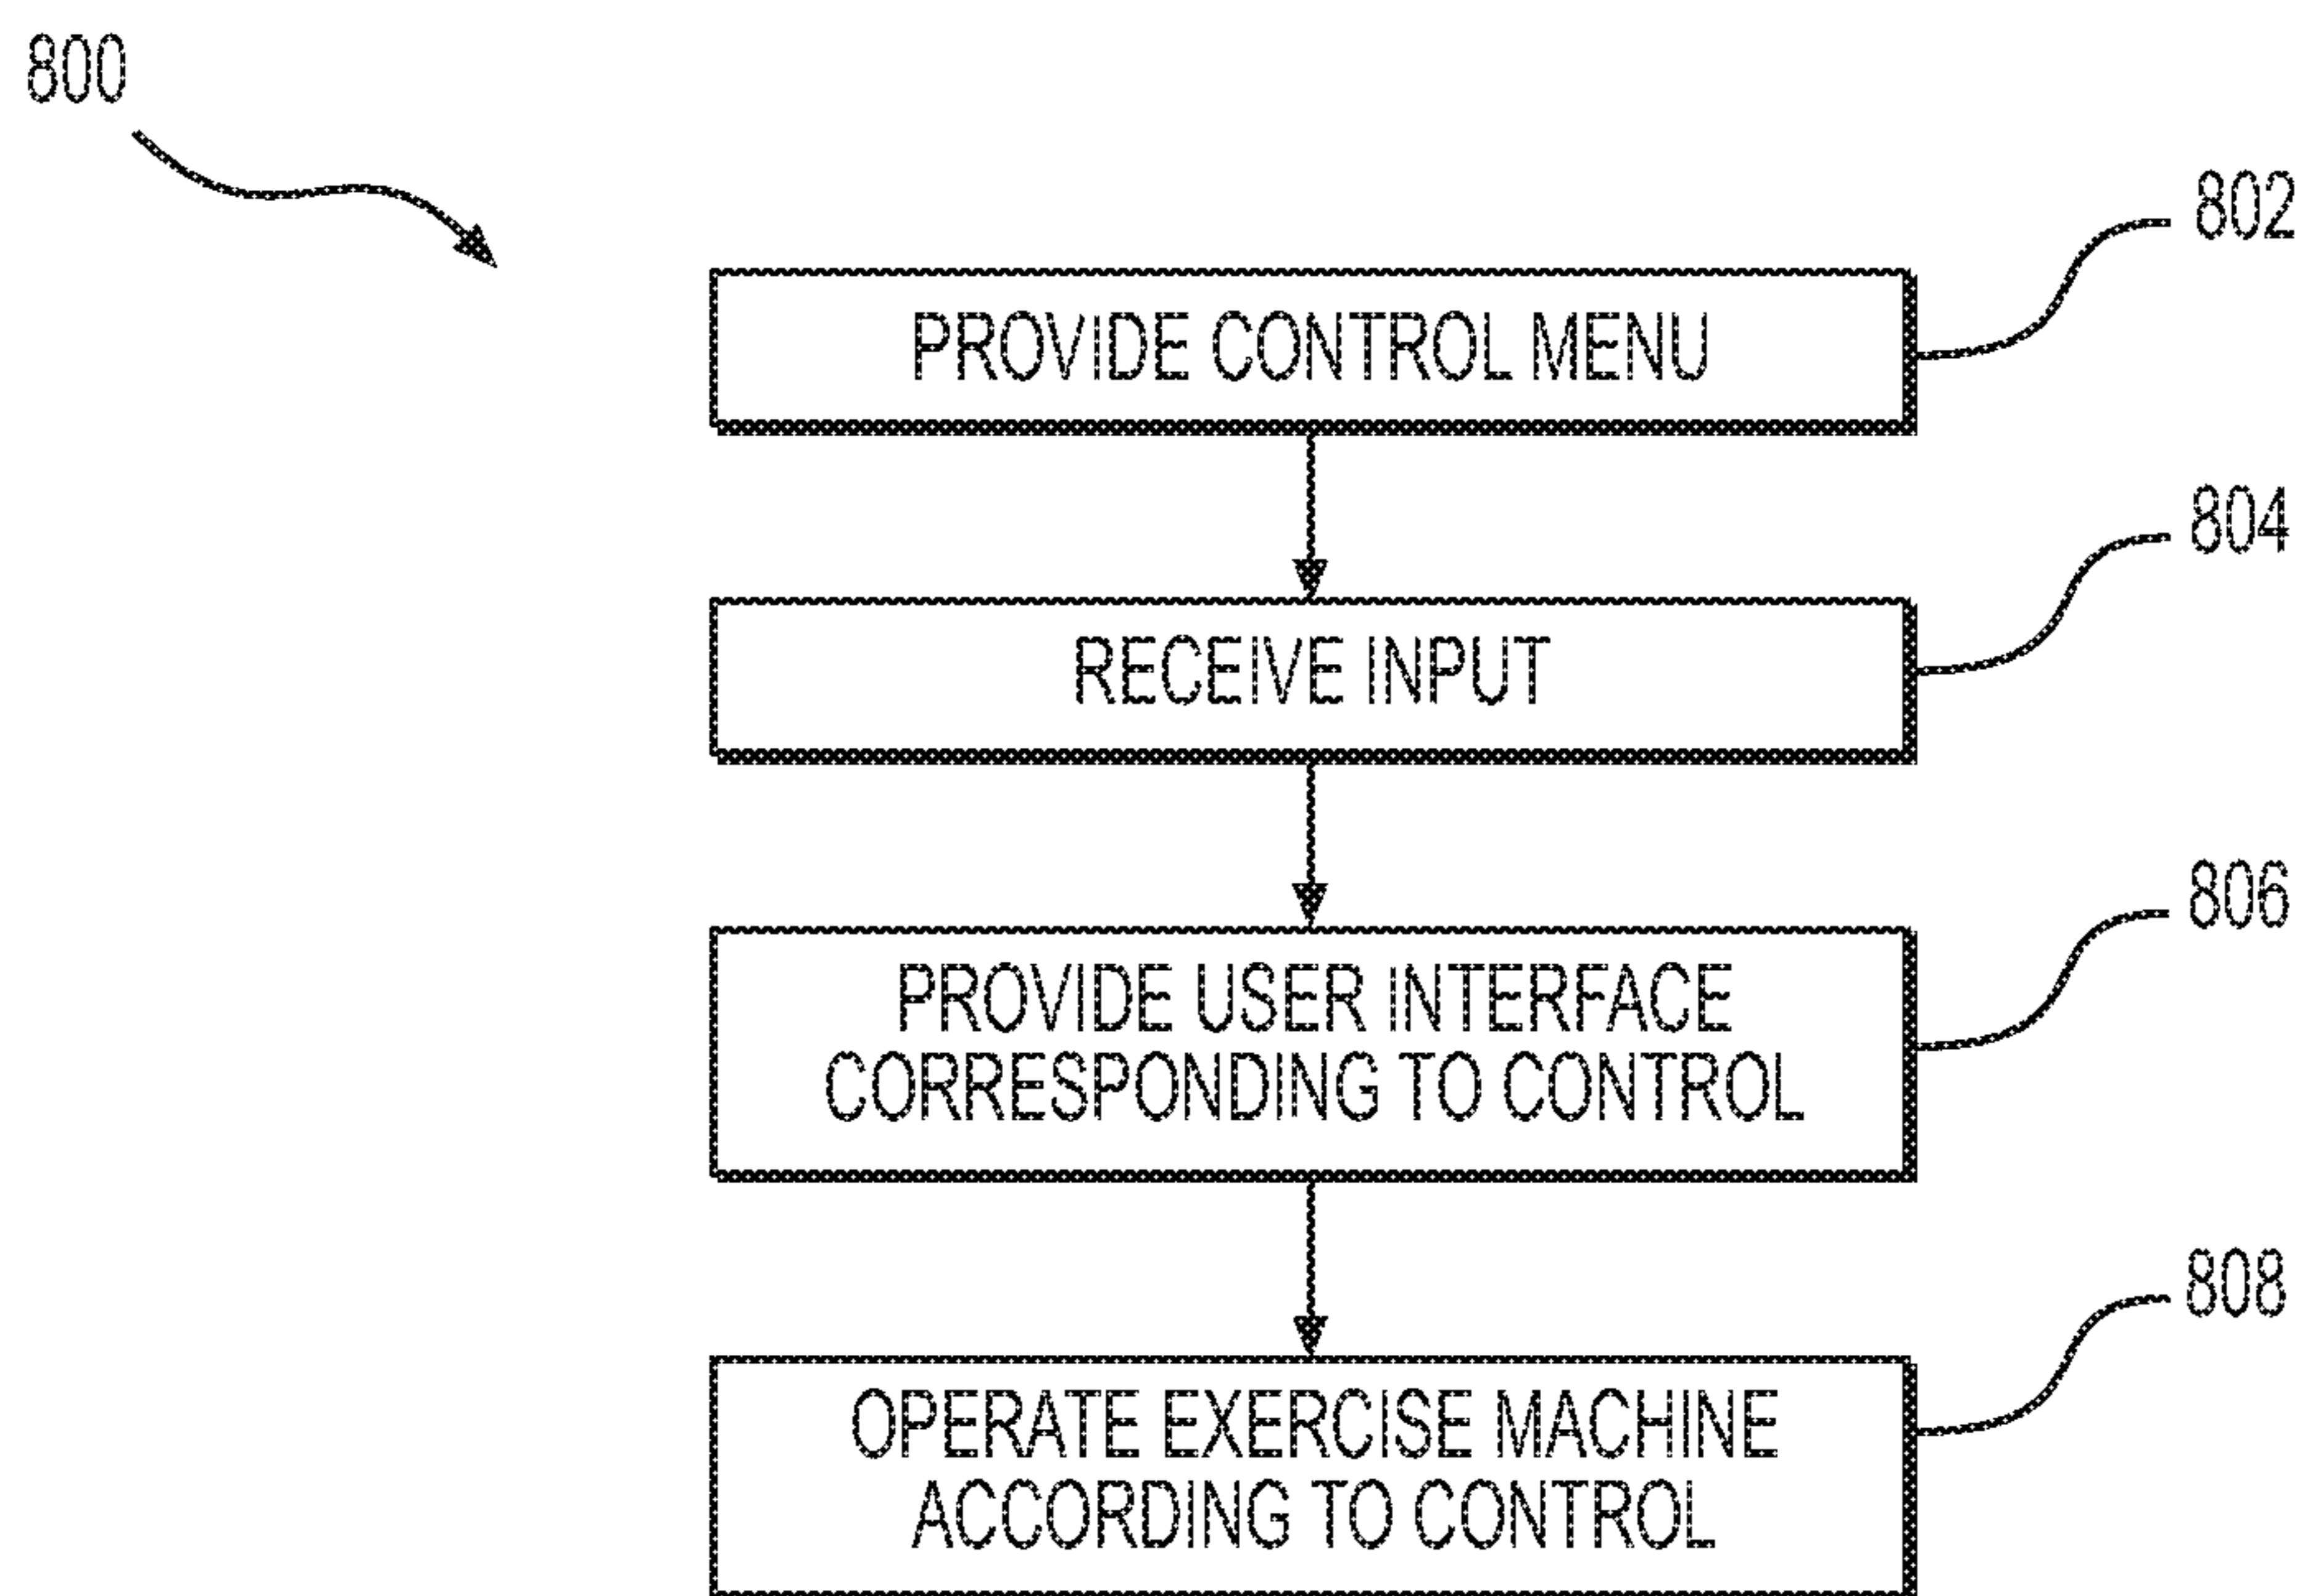 800
802
PROVIDE CONTROL MENU
804
RECEIVE INPUT
806
PROVIDE USER INTERFACE
CORRESPONDING TO CONTROL
808
OPERATE EXERCISE MACHINE
ACCORDING TO CONTROL